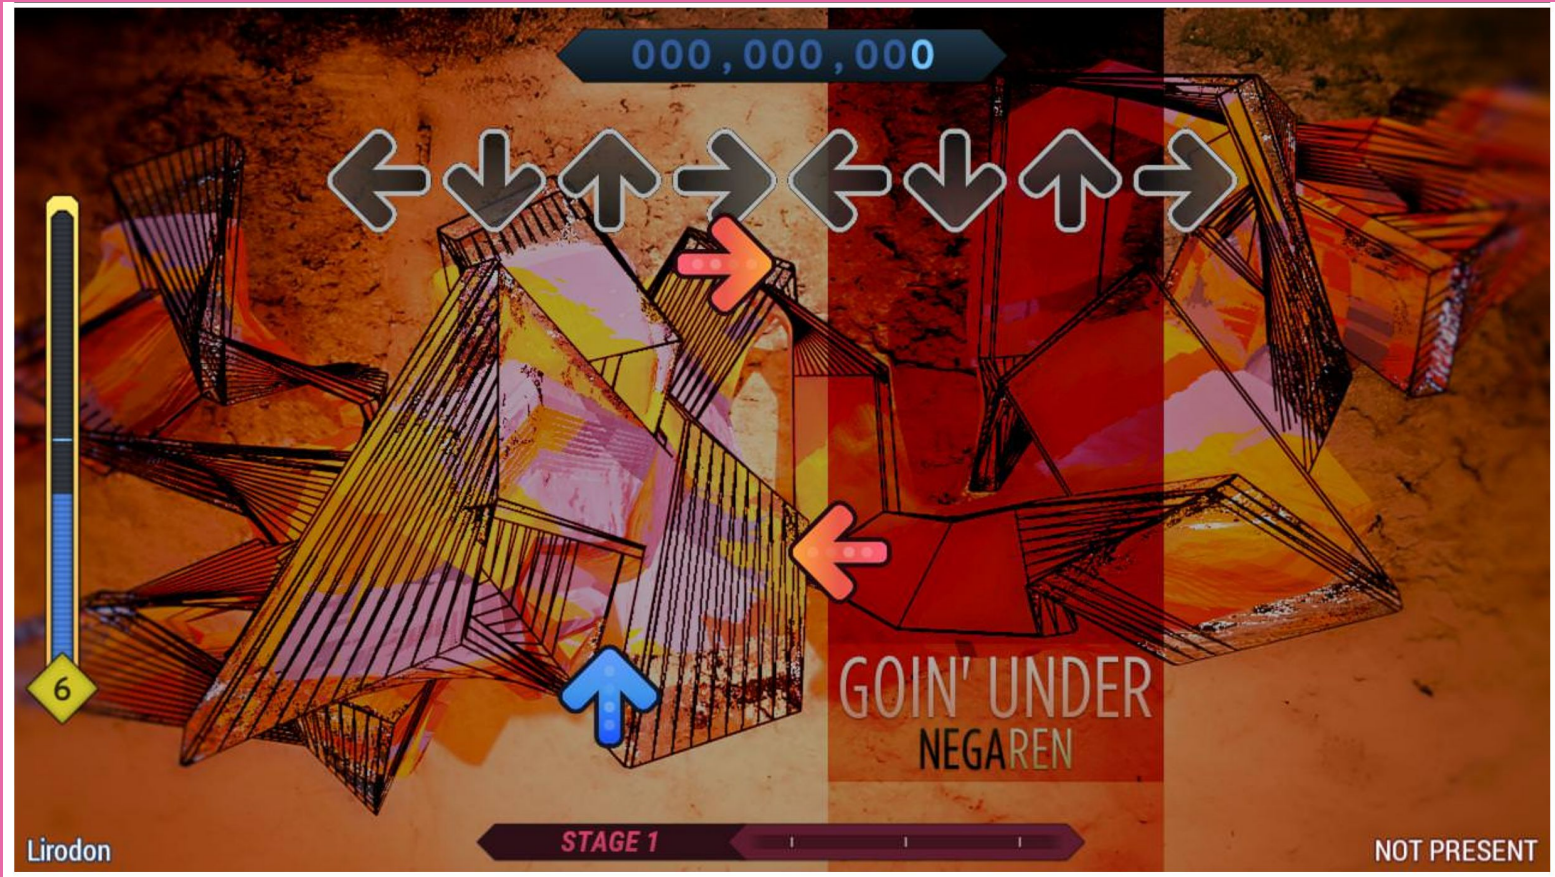 000,000,000
6
GOIN' UNDER
NEGAREN
STAGE 1
Lirodon
NOT PRESENT